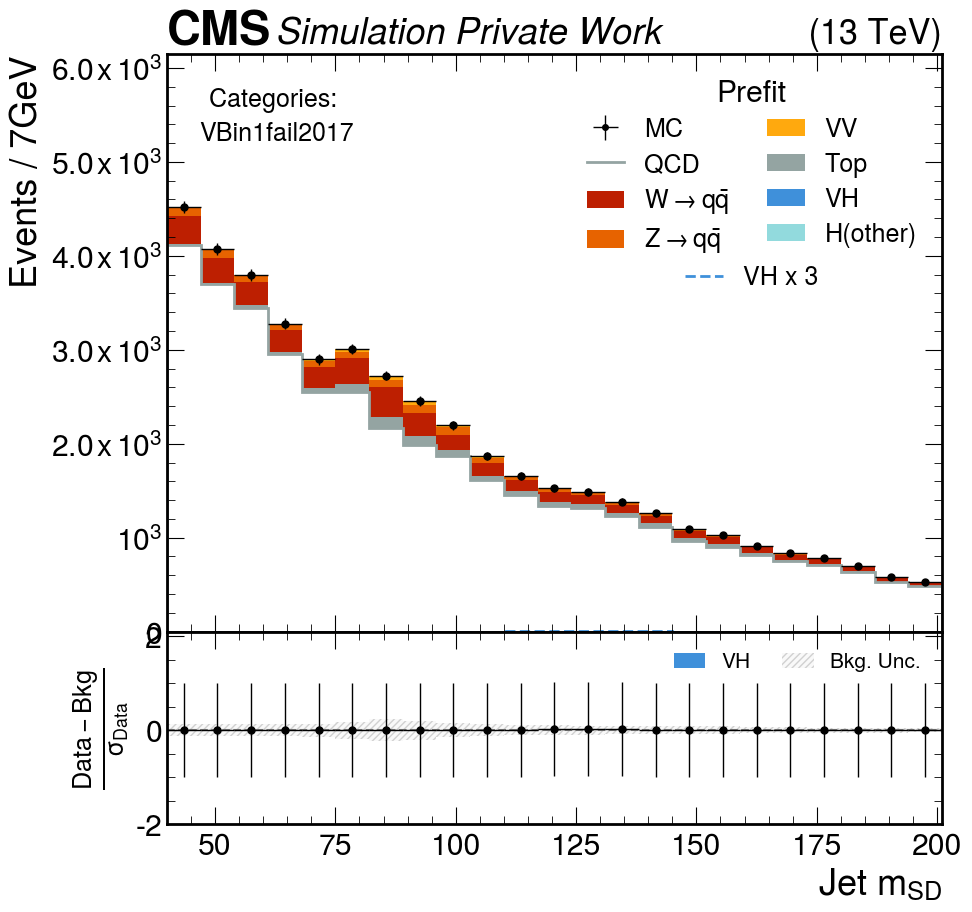 CMS Simulation Private Work (13 TeV)
Events / 7GeV
6.0 x 10³
5.0 x 10³
4.0 x 10³
3.0 x 10³
2.0 x 10³
10³
0
Categories:
VBin1fail2017
Prefit
MC
QCD
W → qq̄
Z → qq̄
VV
Top
VH
H(other)
VH x 3
Data – Bkg
σData
2
0
-2
VH
Bkg. Unc.
50 75 100 125 150 175 200
Jet mSD